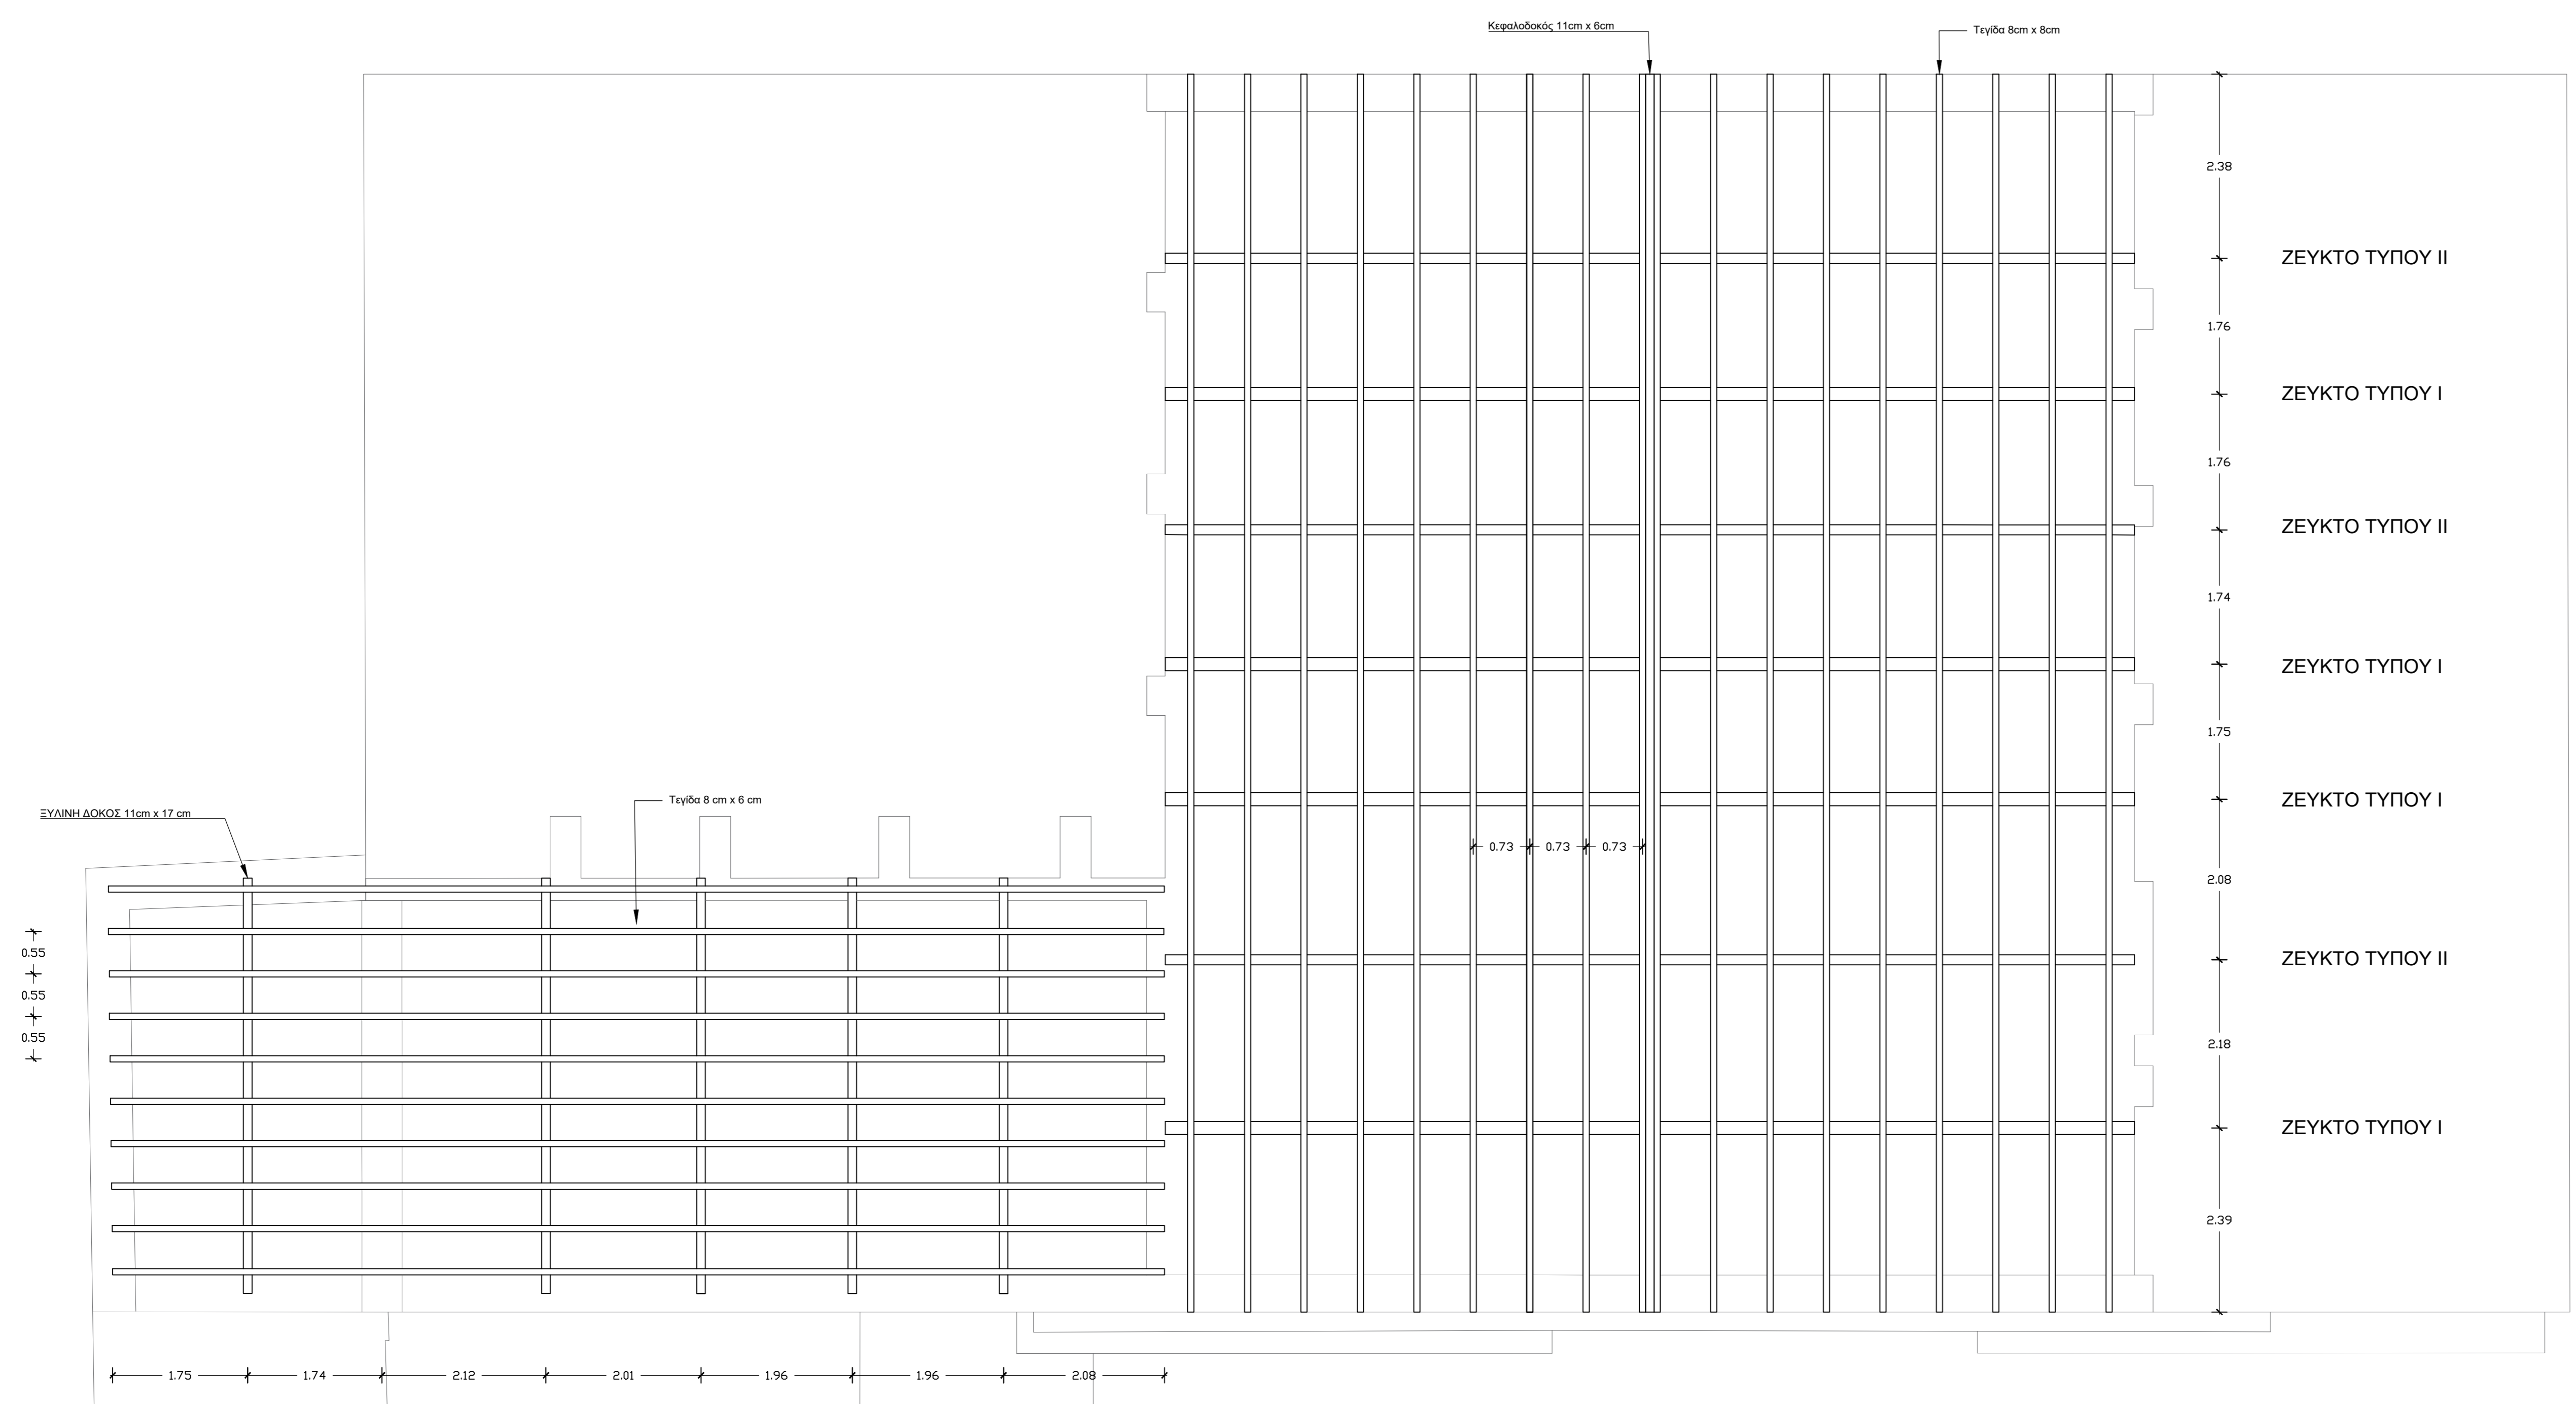 Κεφαλοδοκός 11cm x 6cm
Τεγίδα 8cm x 8cm
2.38
ΖΕΥΚΤΟ ΤΥΠΟΥ ΙΙ
1.76
ΖΕΥΚΤΟ ΤΥΠΟΥ Ι
1.76
ΖΕΥΚΤΟ ΤΥΠΟΥ ΙΙ
1.74
ΖΕΥΚΤΟ ΤΥΠΟΥ Ι
1.75
ΖΕΥΚΤΟ ΤΥΠΟΥ Ι
Τεγίδα 8 cm x 6 cm
ΞΥΛΙΝΗ ΔΟΚΟΣ 11cm x 17 cm
0.73 0.73 0.73
2.08
0.55
ΖΕΥΚΤΟ ΤΥΠΟΥ ΙΙ
0.55
0.55
2.18
ΖΕΥΚΤΟ ΤΥΠΟΥ Ι
2.39
1.75 1.74 2.12 2.01 1.96 1.96 2.08